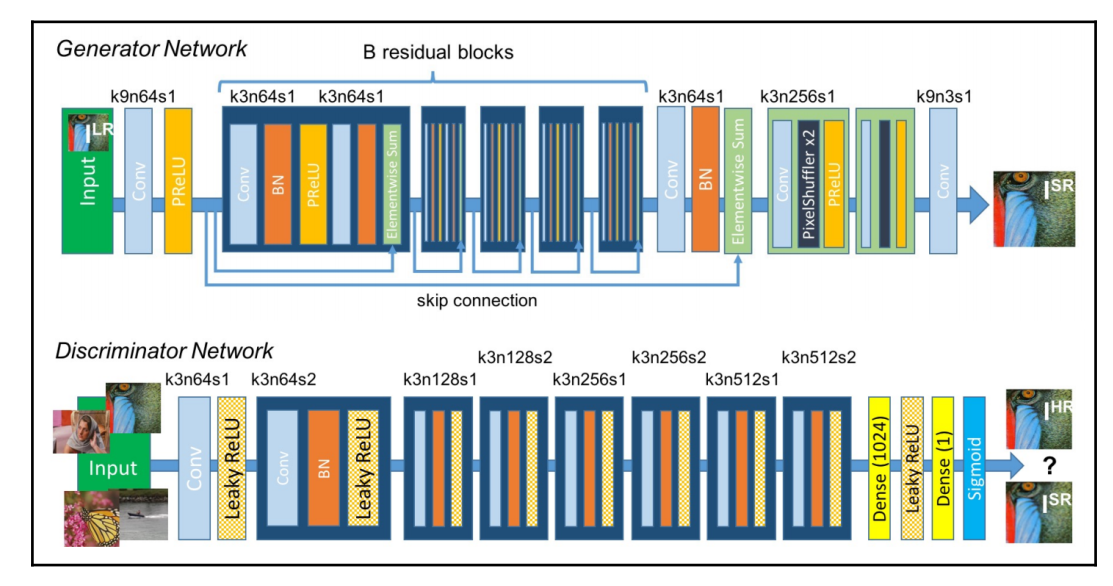 Generator Network
B residual blocks
k9n64s1
k3n64s1
k3n64s1
k3n64s1
k3n256s1
k9n3s1
I LR
Input
Conv
PReLU
Conv
BN
PReLU
Elementwise Sum
Conv
BN
Elementwise Sum
Conv
PixelShuffler x2
PReLU
Conv
I SR
skip connection
Discriminator Network
k3n128s2
k3n256s2
k3n512s2
k3n64s1
k3n64s2
k3n128s1
k3n256s1
k3n512s1
Input
Conv
Leaky ReLU
Conv
BN
Leaky ReLU
Dense (1024)
Leaky ReLU
Dense (1)
Sigmoid
I HR
?
I SR